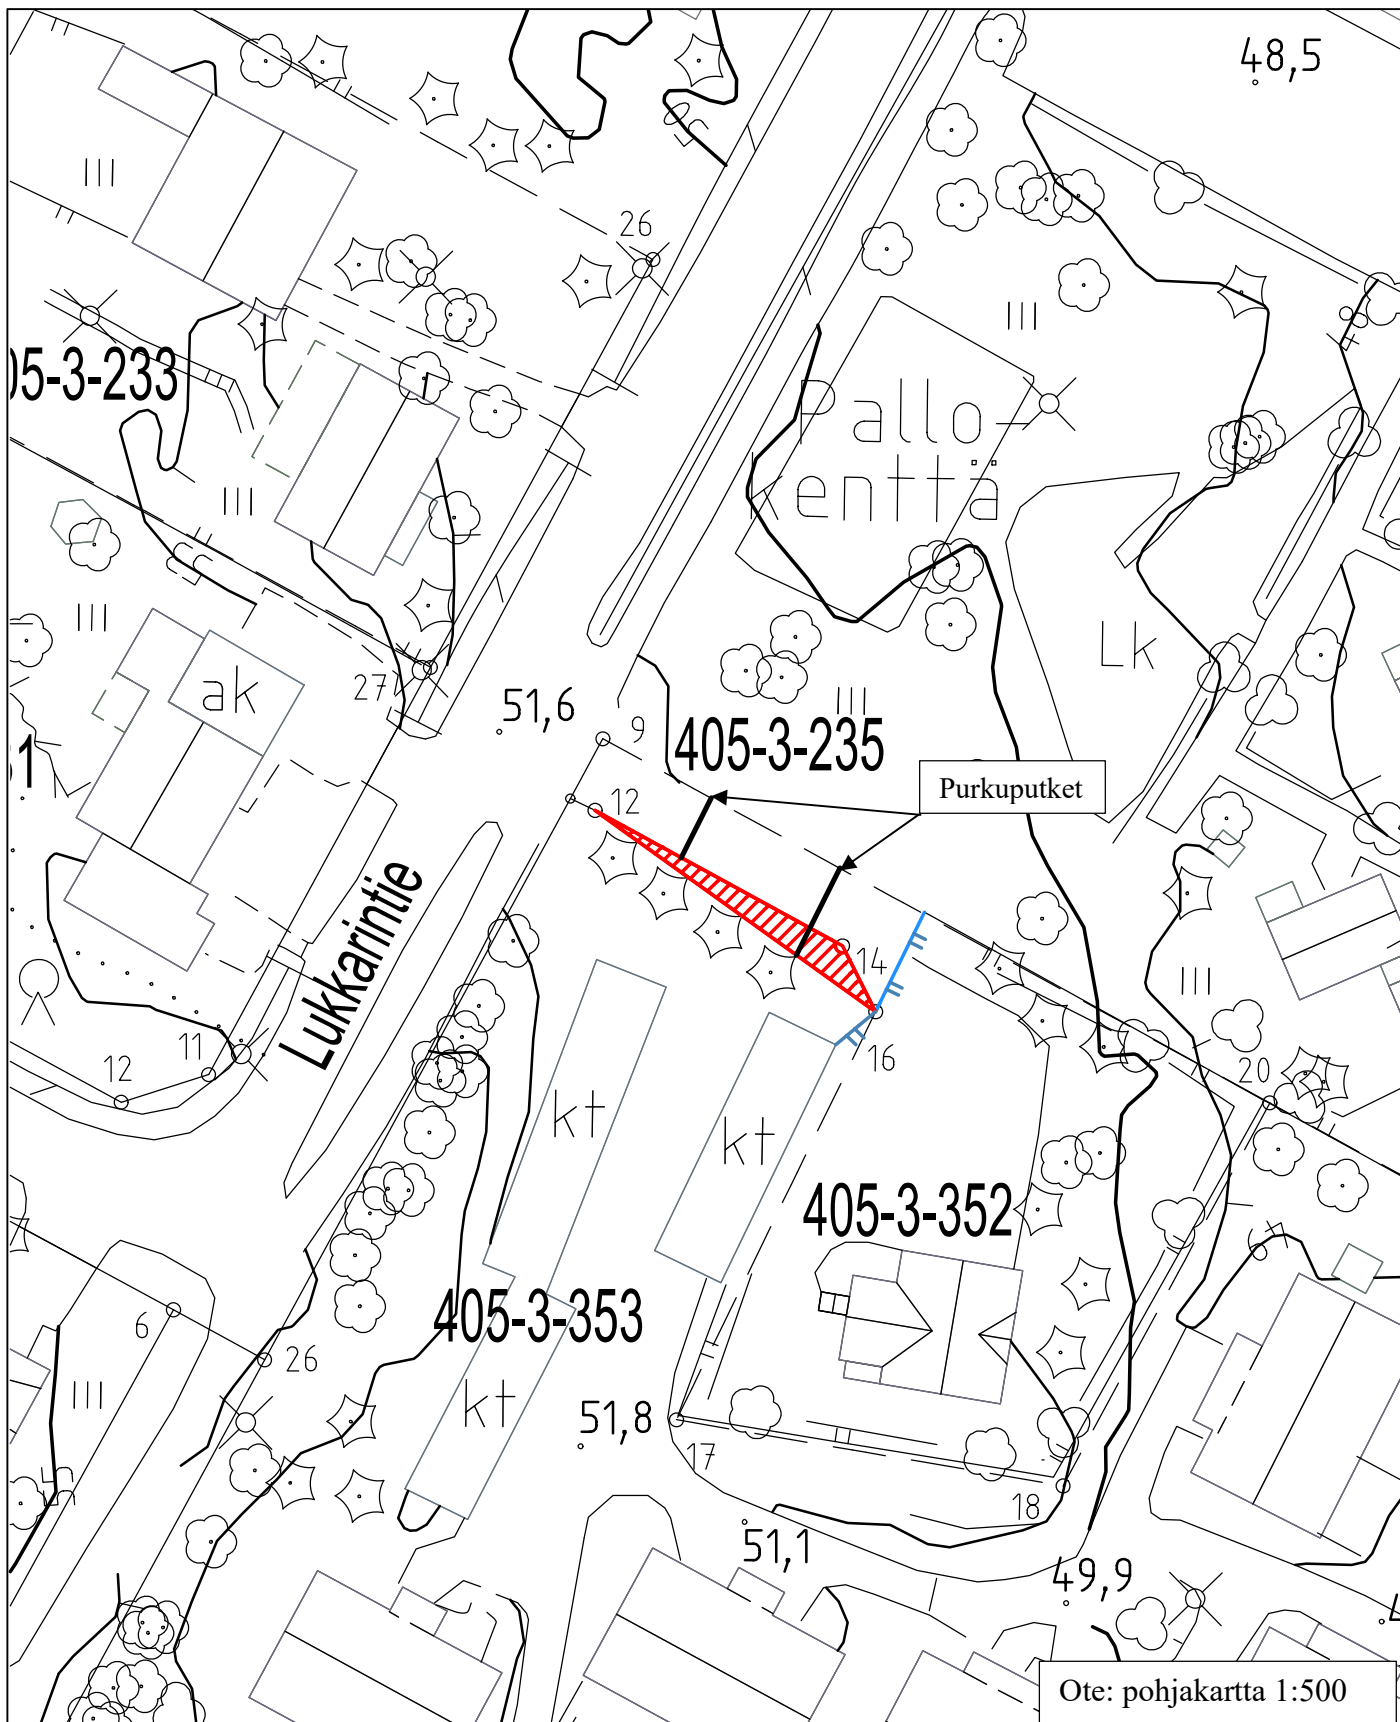 48,5
III
26
III
05-3-233
Pallo-
kenttä
III
III
Lk
ak
27
51,6
9
III
405-3-235
1
Purkuputket
12
Lukkarintie
14
III
11
12
16
20
kt
kt
405-3-352
405-3-353
6
26
III
kt
51,8
17
18
51,1
49,9
Ote: pohjakartta 1:500